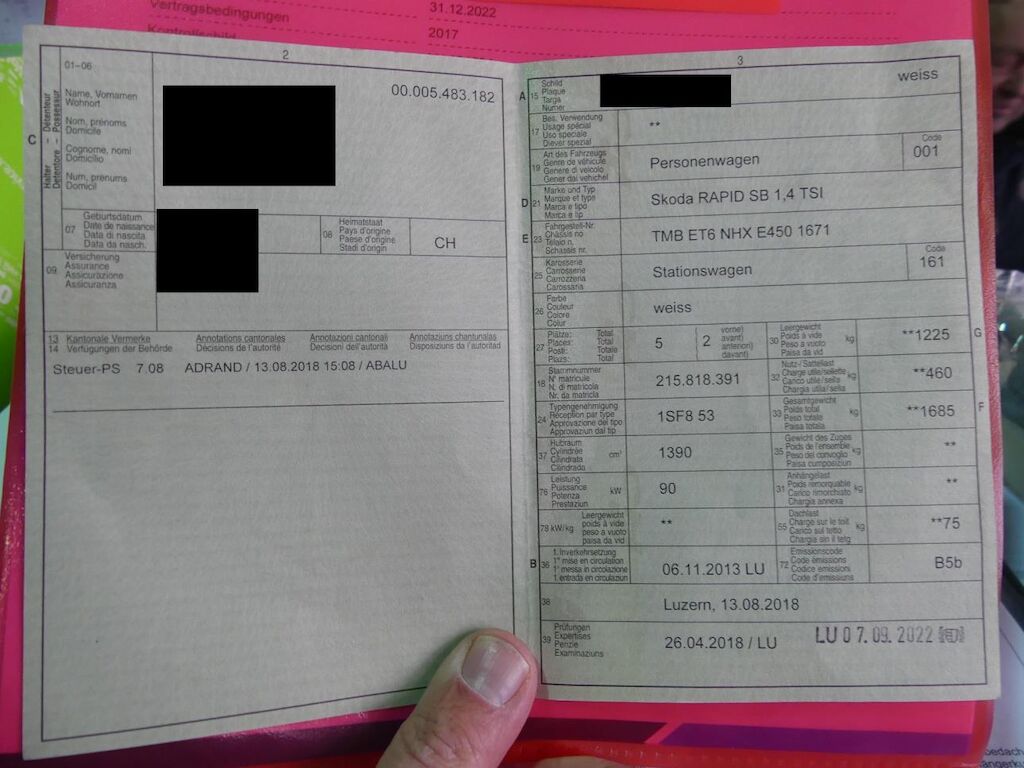 Vertragsbedingungen
31.12.2022
Kontrollschild
2017
2
01–06
00.005.483.182
C
Halter - Détenteur
Detentore - Possessur
Name, Vornamen
Wohnort
Nom, prénoms
Domicile
Cognome, nomi
Domicilio
Num, prenums
Domicil
07
Geburtsdatum
Date de naissance
Data di nascita
Data da nasch.
08
Heimatstaat
Pays d'origine
Paese d'origine
Stadi d'origin
CH
09
Versicherung
Assurance
Assicurazione
Assicuranza
13 Kantonale Vermerke Annotations cantonales Annotazioni cantonali Annotaziuns chantunalas
14 Verfügungen der Behörde Décisions de l'autorité Decisioni dell'autorità Disposiziuns da l'autoritad
Steuer-PS 7.08 ADRAND / 13.08.2018 15:08 / ABALU
3
A 15
Schild
Plaque
Targa
Numer
weiss
17
Bes. Verwendung
Usage spécial
Uso speciale
Diever spezial
**
19
Art des Fahrzeugs
Genre de véhicule
Genere di veicolo
Gener dal vehichel
Personenwagen
Code
001
D 21
Marke und Typ
Marque et type
Marca e tipo
Marca e tip
Skoda RAPID SB 1,4 TSI
E 23
Fahrgestell-Nr.
Châssis no
Telaio n.
Schassis nr.
TMB ET6 NHX E450 1671
25
Karosserie
Carrosserie
Carrozzeria
Carossaria
Stationswagen
Code
161
26
Farbe
Couleur
Colore
Colur
weiss
27
Plätze: Total
Places: Total
Posti: Totale
Plazs: Total
5
2
vorne)
avant)
anteriori)
davant)
30
Leergewicht
Poids à vide
Peso a vuoto
Paisa da vid
kg
**1225
G
18
Stammnummer
N° matricule
N. di matricola
Nr. da matricla
215.818.391
32
Nutz-/Sattellast
Charge utile/sellette
Carico utile/sella
Chargia utila/sella
kg
**460
24
Typengenehmigung
Réception par type
Approvazione del tipo
Approvaziun dal tip
1SF8 53
33
Gesamtgewicht
Poids total
Peso totale
Paisa totala
kg
**1685
F
37
Hubraum
Cylindrée
Cilindrata
Cilindrada
cm³
1390
35
Gewicht des Zuges
Poids de l'ensemble
Peso del convoglio
Paisa cumposiziun
kg
**
76
Leistung
Puissance
Potenza
Prestaziun
kW
90
31
Anhängelast
Poids remorquable
Carico rimorchiato
Chargia annexa
kg
**
78 kW/kg
Leergewicht
poids à vide
peso a vuoto
paisa da vid
**
55
Dachlast
Charge sur le toit
Carico sul tetto
Chargia sin il tetg
kg
**75
B 36
1. Inverkehrsetzung
1re mise en circulation
1a messa in circolazione
1. entrada en circulaziun
06.11.2013 LU
72
Emissionscode
Code émissions
Codice emissioni
Code d'emissiuns
B5b
38
Luzern, 13.08.2018
39
Prüfungen
Expertises
Perizie
Examinaziuns
26.04.2018 / LU
LU 0 7. 09. 2022